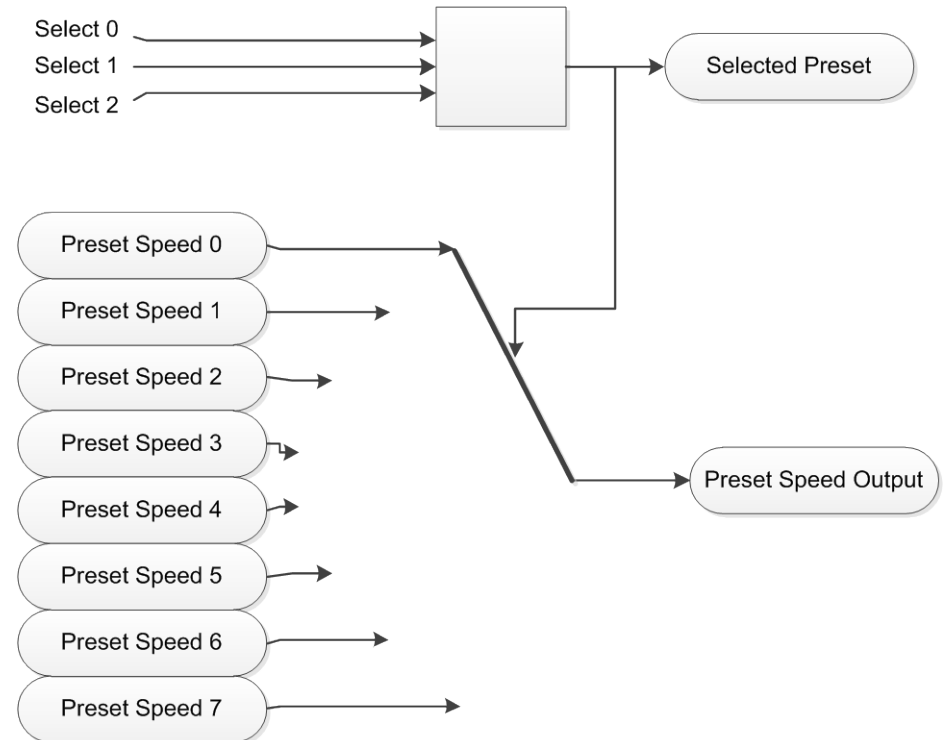 Select 0
Select 1
Select 2
Selected Preset
Preset Speed 0
Preset Speed 1
Preset Speed 2
Preset Speed 3
Preset Speed 4
Preset Speed 5
Preset Speed 6
Preset Speed 7
Preset Speed Output